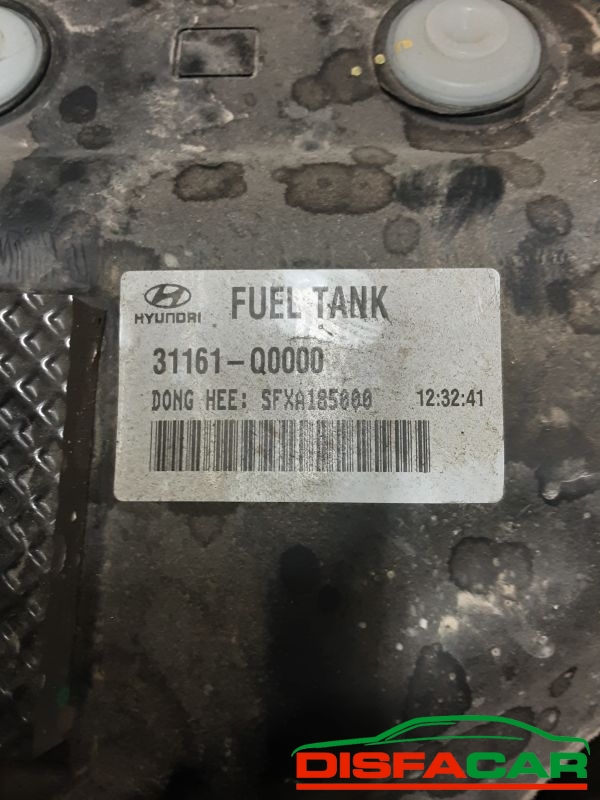 HYUNDAI
FUEL TANK
31161-Q0000
DONG HEE: SFXA185000 12:32:41
DISFACAR